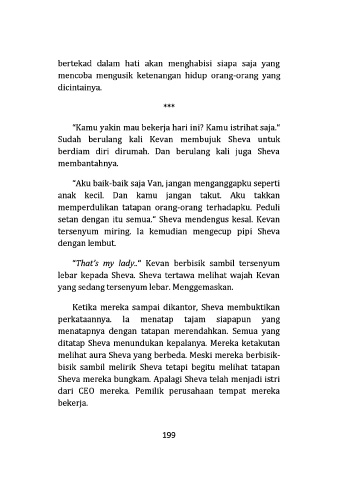 bertekad dalam hati akan menghabisi siapa saja yang
mencoba mengusik ketenangan hidup orang-orang yang
dicintainya.
***
"Kamu yakin mau bekerja hari ini? Kamu istrihat saja."
Sudah berulang kali Kevan membujuk Sheva untuk
berdiam diri dirumah. Dan berulang kali juga Sheva
membantahnya.
"Aku baik-baik saja Van, jangan menganggapku seperti
anak kecil. Dan kamu jangan takut. Aku takkan
memperdulikan tatapan orang-orang terhadapku. Peduli
setan dengan itu semua." Sheva mendengus kesal. Kevan
tersenyum miring. Ia kemudian mengecup pipi Sheva
dengan lembut.
"That's my lady.." Kevan berbisik sambil tersenyum
lebar kepada Sheva. Sheva tertawa melihat wajah Kevan
yang sedang tersenyum lebar. Menggemaskan.
Ketika mereka sampai dikantor, Sheva membuktikan
perkataannya. Ia menatap tajam siapapun yang
menatapnya dengan tatapan merendahkan. Semua yang
ditatap Sheva menundukan kepalanya. Mereka ketakutan
melihat aura Sheva yang berbeda. Meski mereka berbisik-
bisik sambil melirik Sheva tetapi begitu melihat tatapan
Sheva mereka bungkam. Apalagi Sheva telah menjadi istri
dari CEO mereka. Pemilik perusahaan tempat mereka
bekerja.
199